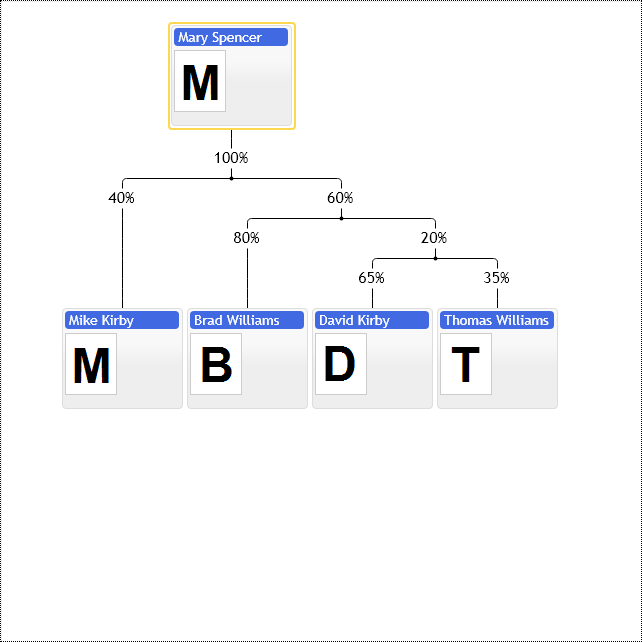 Mary Spencer
M
100%
40%
60%
80%
20%
65%
35%
Mike Kirby
Brad Williams
David Kirby
Thomas Williams
M
B
D
T